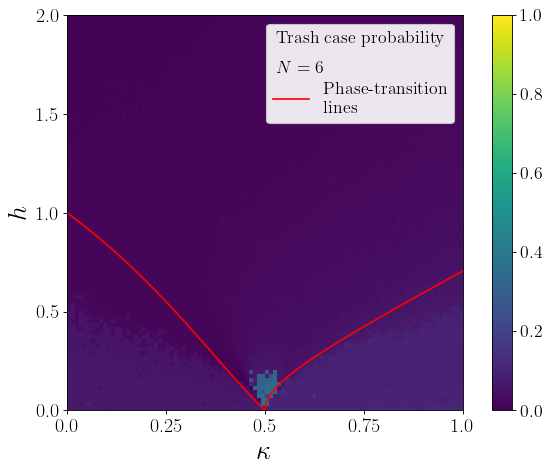 2.0
1.5
1.0
0.5
0.0
h
0.0 0.25 0.5 0.75 1.0
κ
Trash case probability
N = 6
Phase-transition
lines
1.0
0.8
0.6
0.4
0.2
0.0